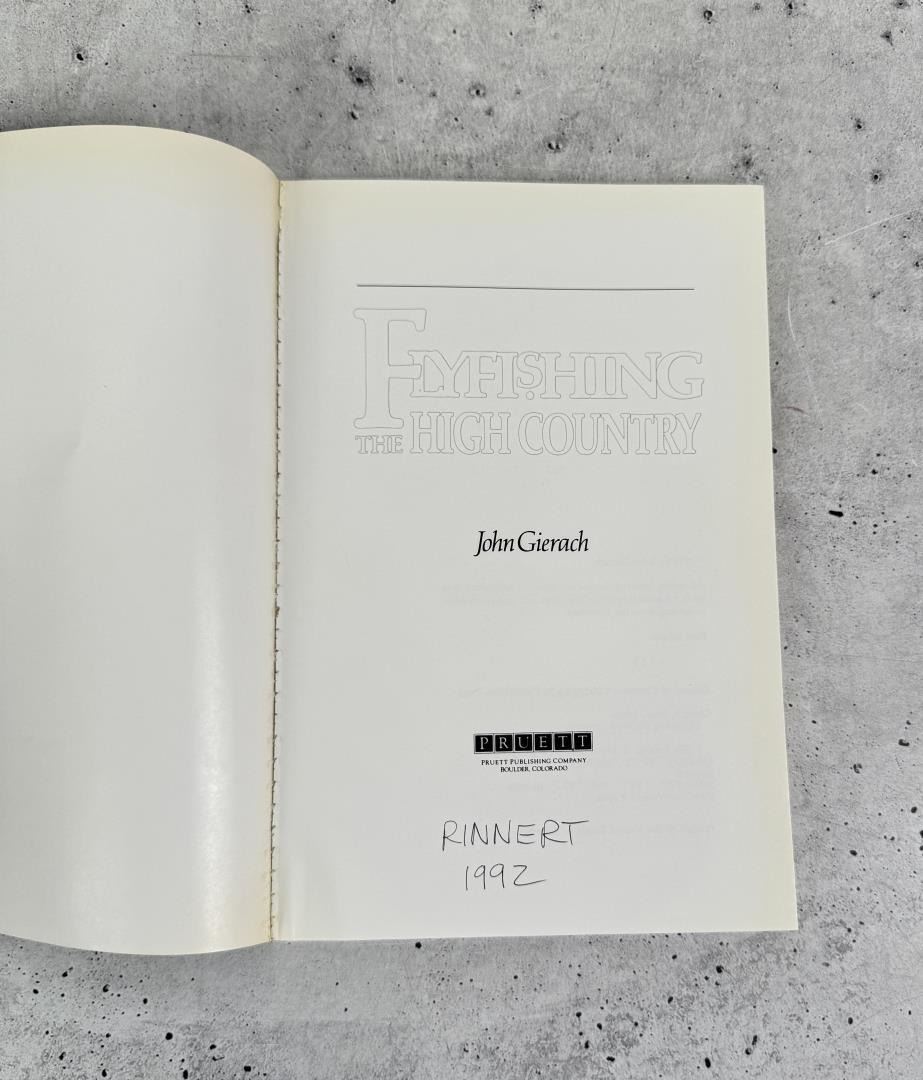 FLYFISHING
THE HIGH COUNTRY
John Gierach
PRUETT
PRUETT PUBLISHING COMPANY
BOULDER, COLORADO
RINNERT
1992